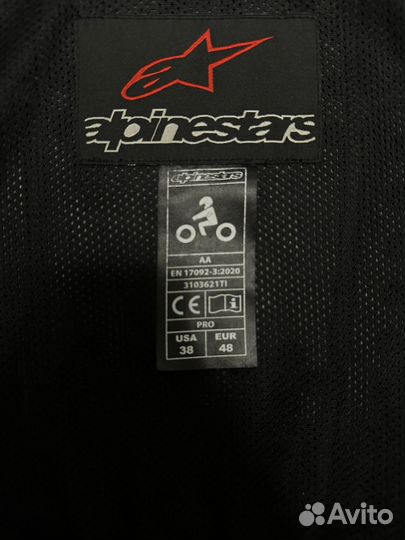 alpinestars
alpinestars
AA
EN 17092-3:2020
3103621TI
CE i
PRO
USA EUR
38 48
Avito